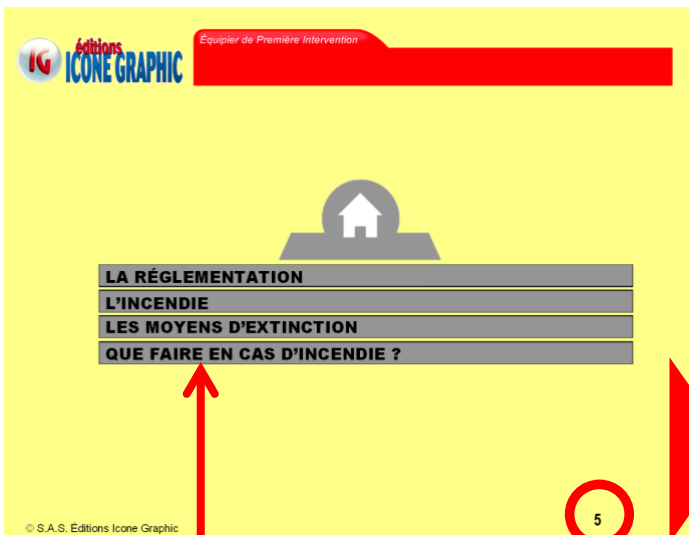 IG éditions
ICONE GRAPHIC
Équipier de Première Intervention
LA RÉGLEMENTATION
L'INCENDIE
LES MOYENS D'EXTINCTION
QUE FAIRE EN CAS D'INCENDIE ?
5
© S.A.S. Éditions Icone Graphic